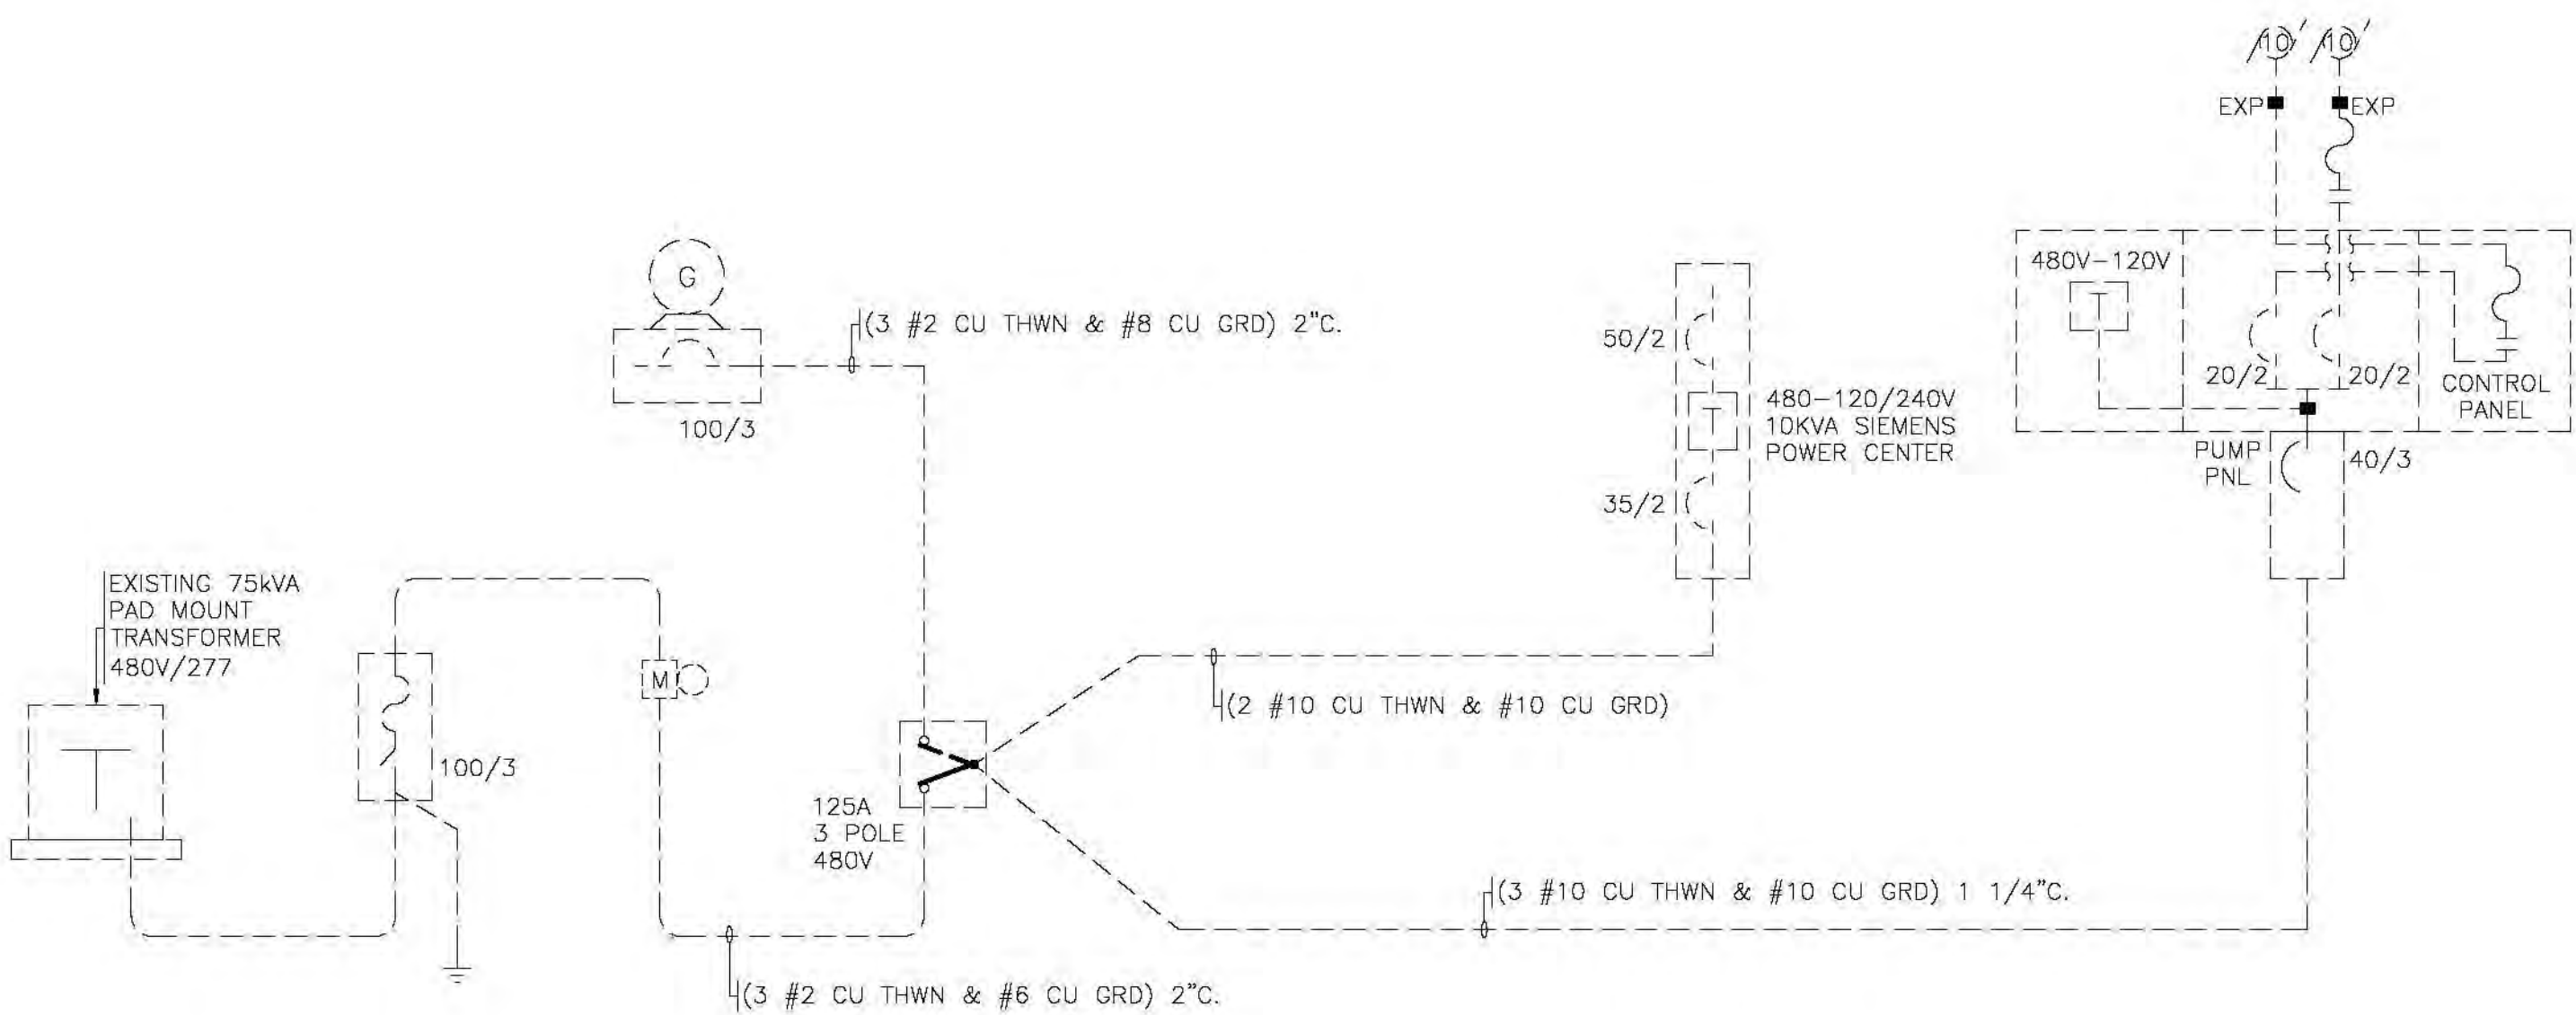 10' 10'
EXP EXP
G
(3 #2 CU THWN & #8 CU GRD) 2"C.
100/3
50/2
480-120/240V
10KVA SIEMENS
POWER CENTER
35/2
480V-120V
20/2 20/2
CONTROL
PANEL
PUMP
PNL
40/3
EXISTING 75kVA
PAD MOUNT
TRANSFORMER
480V/277
T
100/3
M
(2 #10 CU THWN & #10 CU GRD)
125A
3 POLE
480V
(3 #10 CU THWN & #10 CU GRD) 1 1/4"C.
(3 #2 CU THWN & #6 CU GRD) 2"C.